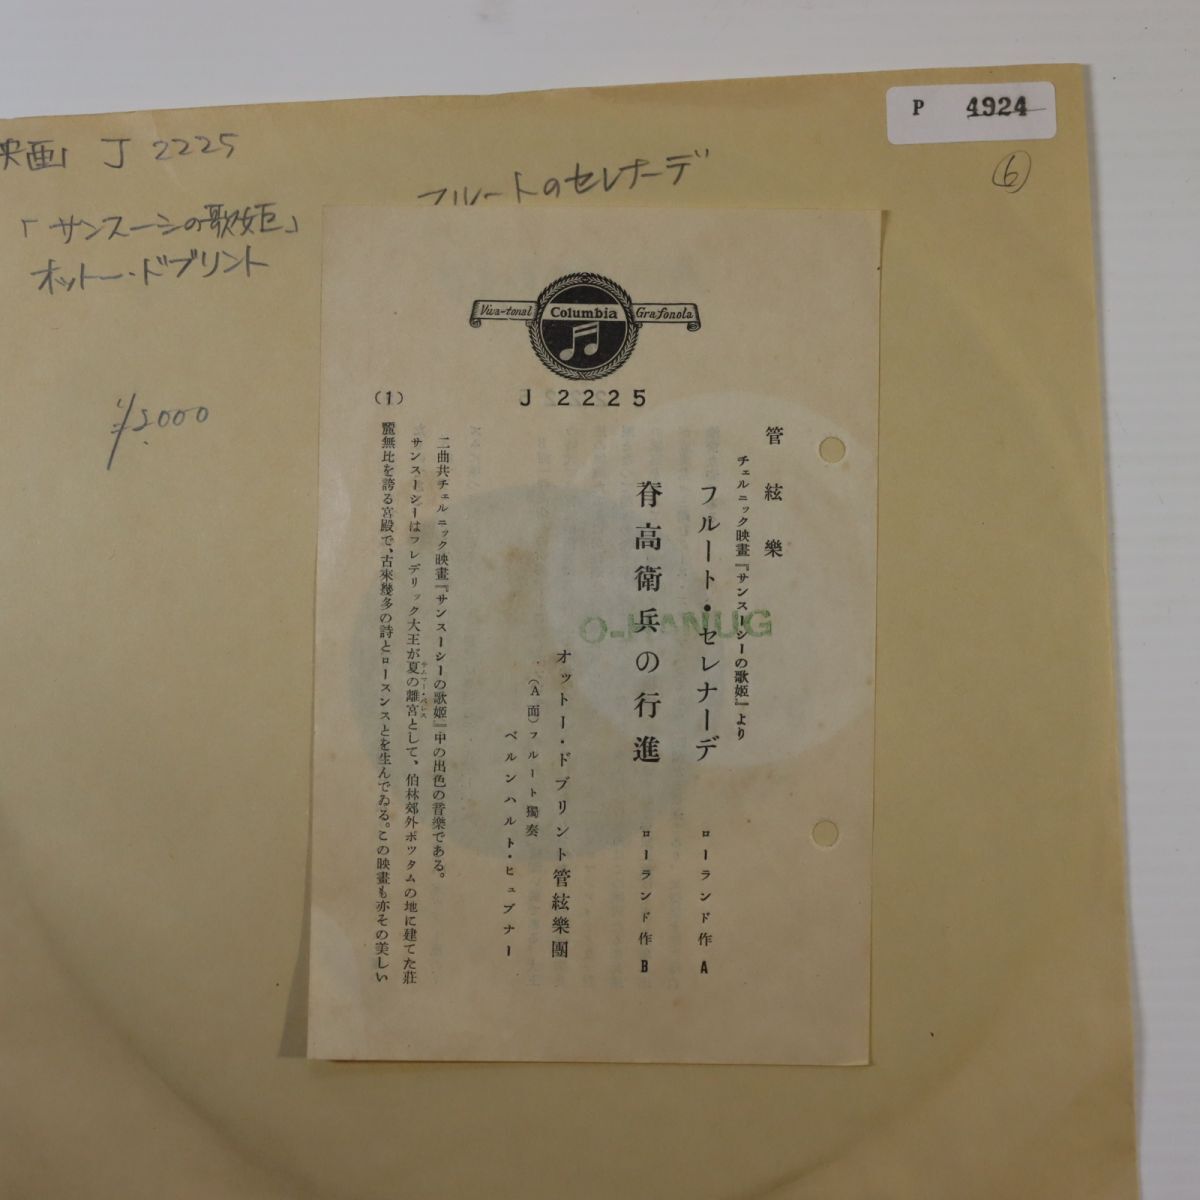 P 4924
⑥
映画 J 2225
フルートのセレナーデ
「サンスーシの歌姫」
オットー・ドブリント
¥2000
Viva-tonal Columbia Grafonola
J 2225
管絃樂
チェルニック映畫『サンスーシーの歌姫』より
フルート・セレナーデ ローランド作 A
脊高衛兵の行進 ローランド作 B
オットー・ドブリント管絃樂團
(A面)フルート獨奏
ベルンハルト・ヒュブナー
二曲共チェルニック映畫『サンスーシーの歌姫』中の出色の音樂である。
サンスーシーはフレデリック大王が夏の離宮として、伯林郊外ポツタムの地に建てた莊
サムマー・パレス
麗無比を誇る宮殿で、古來幾多の詩とロースンスとを生んでゐる。この映畫も亦その美しい
(1)
O-HANUG